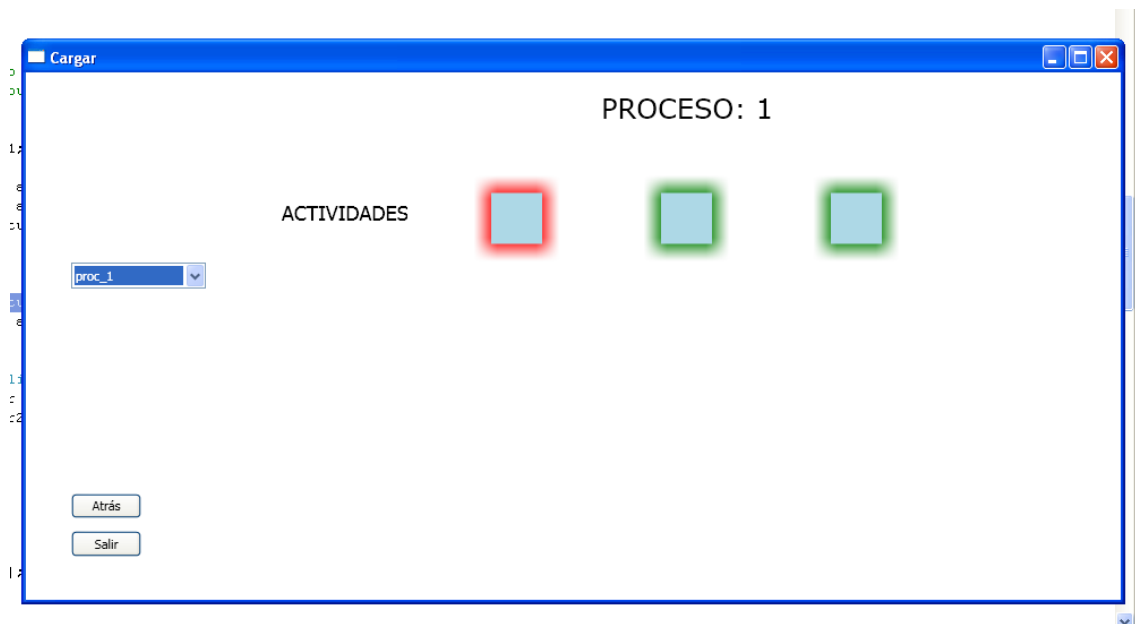 Cargar
PROCESO: 1
ACTIVIDADES
proc_1
Atrás
Salir